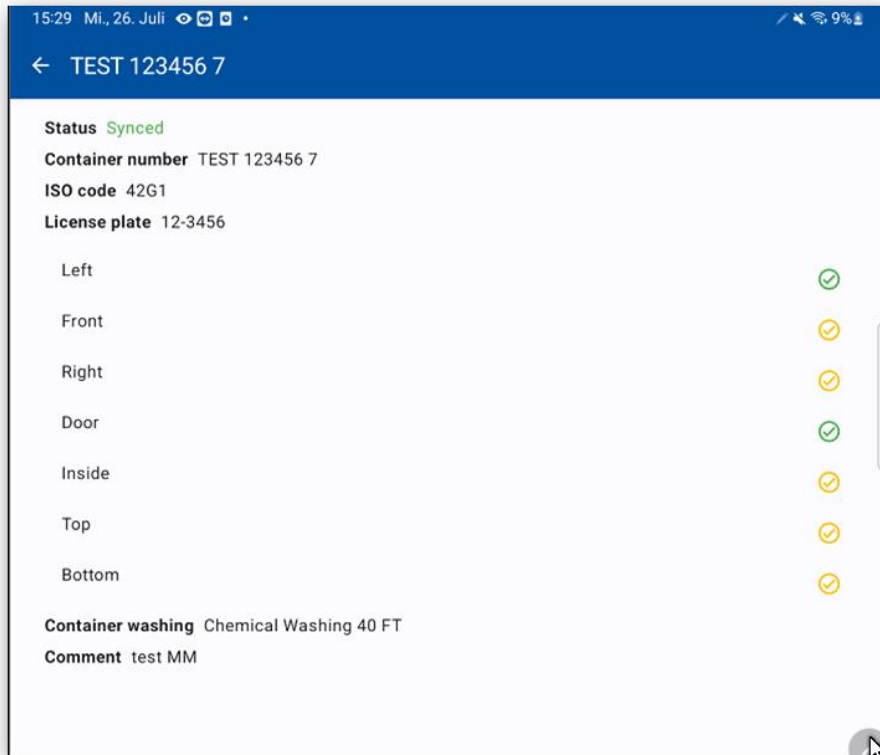 15:29 Mi., 26. Juli
9%
TEST 123456 7
Status Synced
Container number TEST 123456 7
ISO code 42G1
License plate 12-3456
Left
Front
Right
Door
Inside
Top
Bottom
Container washing Chemical Washing 40 FT
Comment test MM